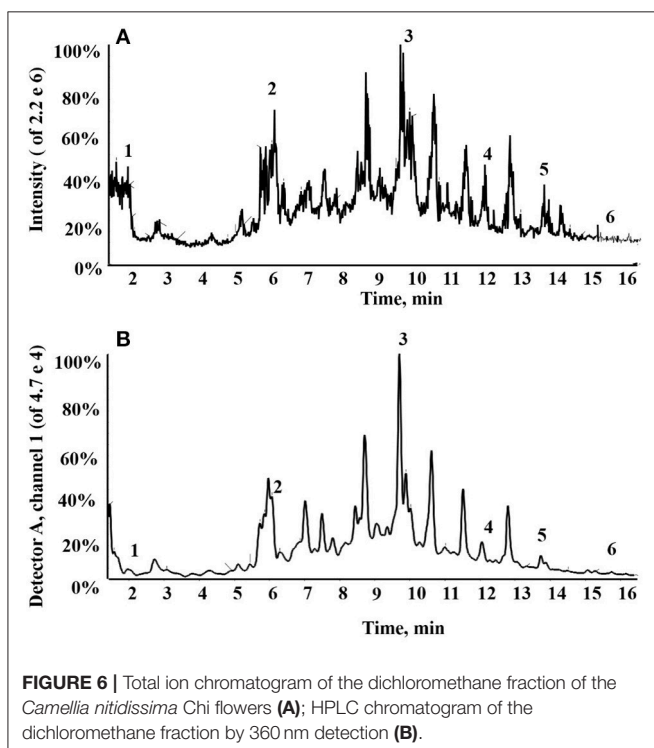 A
100%
80%
60%
40%
20%
0%
Intensity ( of 2.2 e 6)
1
2
3
4
5
6
2 3 4 5 6 7 8 9 10 11 12 13 14 15 16
Time, min
B
100%
80%
60%
40%
20%
0%
Detector A, channel 1 (of 4.7 e 4)
1
2
3
4
5
6
2 3 4 5 6 7 8 9 10 11 12 13 14 15 16
Time, min
FIGURE 6 | Total ion chromatogram of the dichloromethane fraction of the
Camellia nitidissima Chi flowers (A); HPLC chromatogram of the
dichloromethane fraction by 360 nm detection (B).